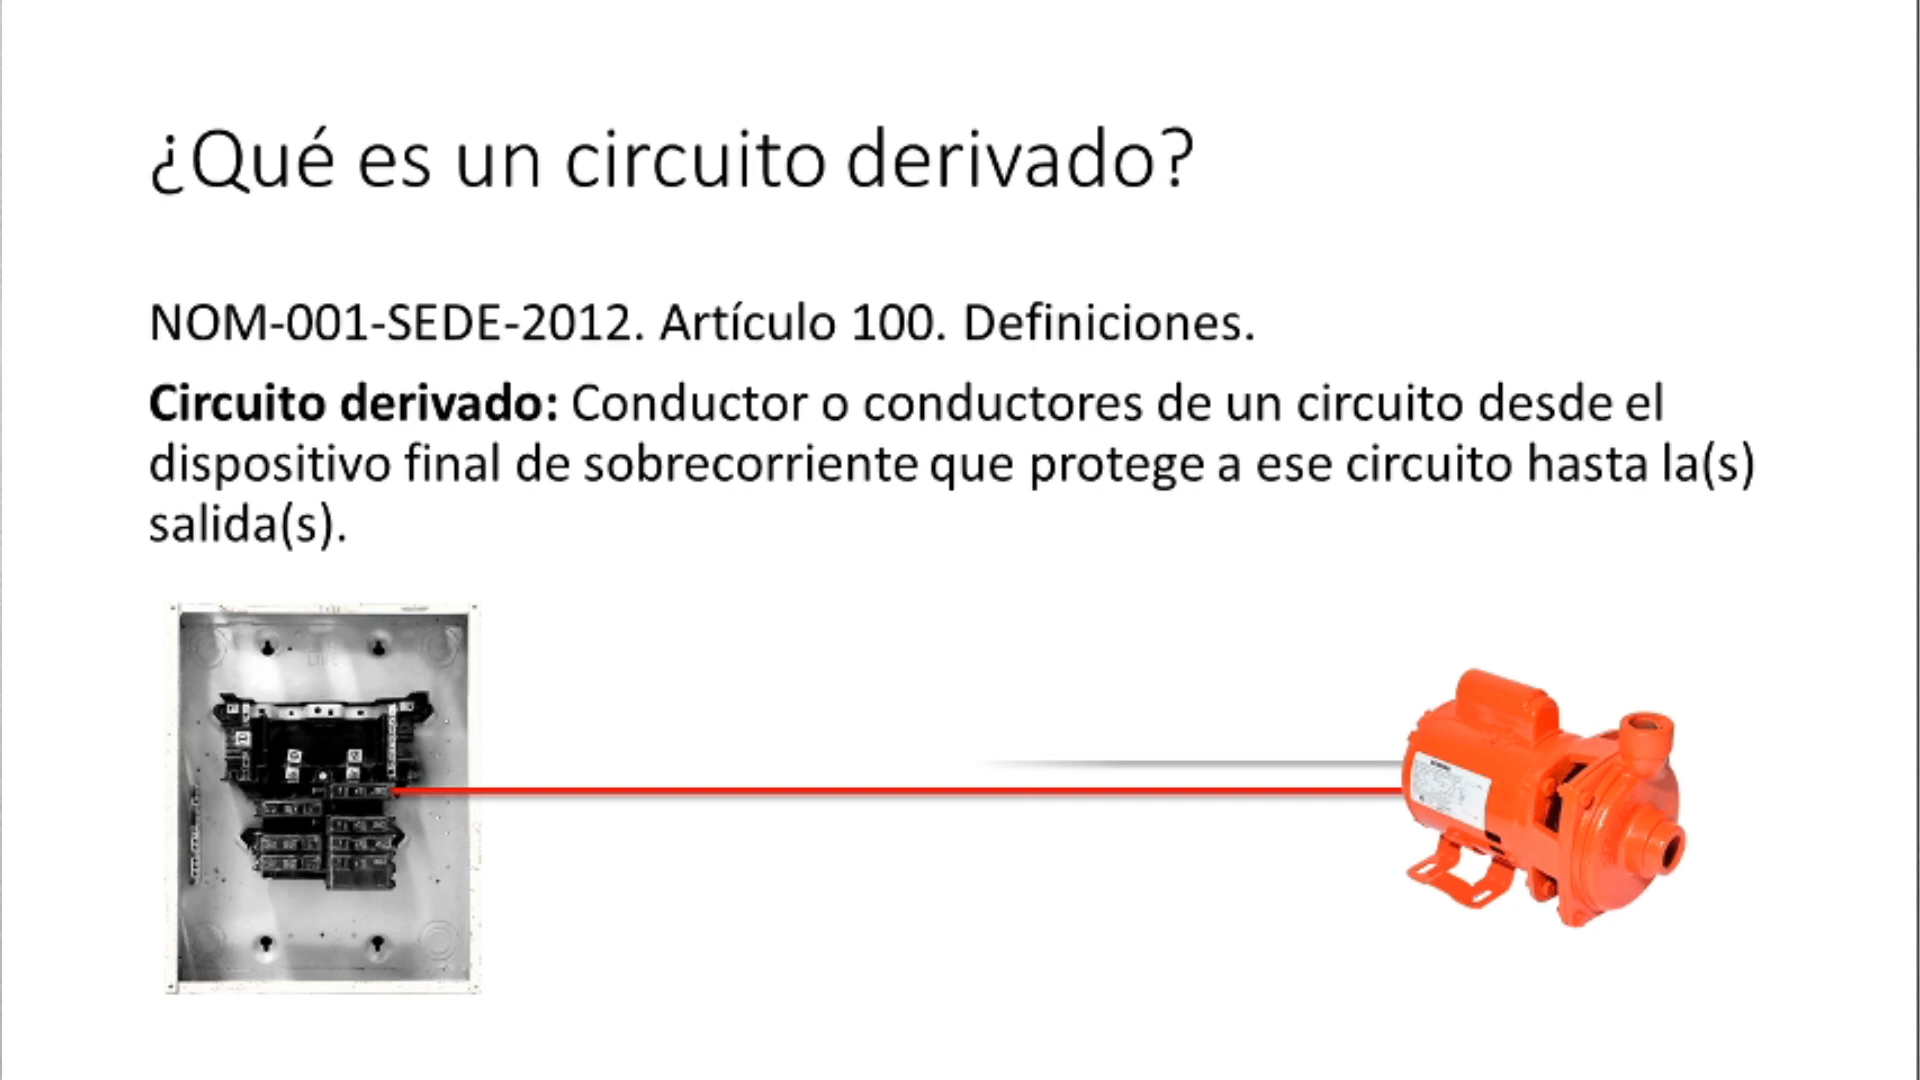 ¿Qué es un circuito derivado?
NOM-001-SEDE-2012. Artículo 100. Definiciones.
Circuito derivado: Conductor o conductores de un circuito desde el
dispositivo final de sobrecorriente que protege a ese circuito hasta la(s)
salida(s).